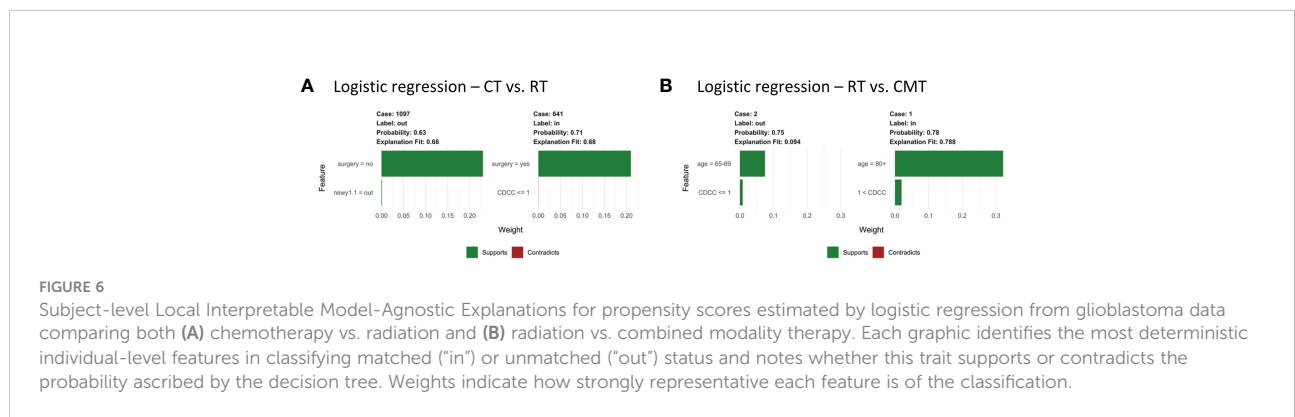 A Logistic regression – CT vs. RT
Case: 1097
Label: out
Probability: 0.63
Explanation Fit: 0.68
Case: 641
Label: in
Probability: 0.71
Explanation Fit: 0.68
Feature
surgery = no
newy1.1 = out
surgery = yes
CDCC <= 1
0.00 0.05 0.10 0.15 0.20
0.00 0.05 0.10 0.15 0.20
Weight
Supports Contradicts
B Logistic regression – RT vs. CMT
Case: 2
Label: out
Probability: 0.75
Explanation Fit: 0.094
Case: 1
Label: in
Probability: 0.78
Explanation Fit: 0.788
Feature
age = 65-69
CDCC <= 1
age = 80+
1 < CDCC
0.0 0.1 0.2 0.3
0.0 0.1 0.2 0.3
Weight
Supports Contradicts
FIGURE 6
Subject-level Local Interpretable Model-Agnostic Explanations for propensity scores estimated by logistic regression from glioblastoma data
comparing both (A) chemotherapy vs. radiation and (B) radiation vs. combined modality therapy. Each graphic identifies the most deterministic
individual-level features in classifying matched (“in”) or unmatched (“out”) status and notes whether this trait supports or contradicts the
probability ascribed by the decision tree. Weights indicate how strongly representative each feature is of the classification.